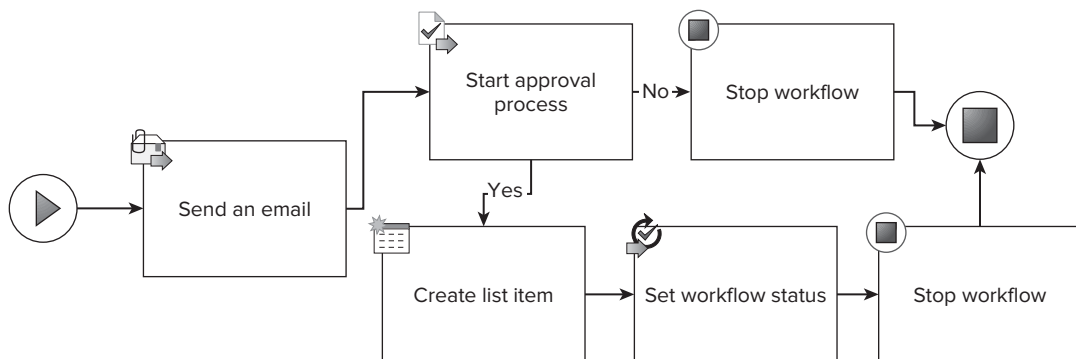 Start approval
process
No
Stop workflow
Send an email
Yes
Create list item
Set workflow status
Stop workflow